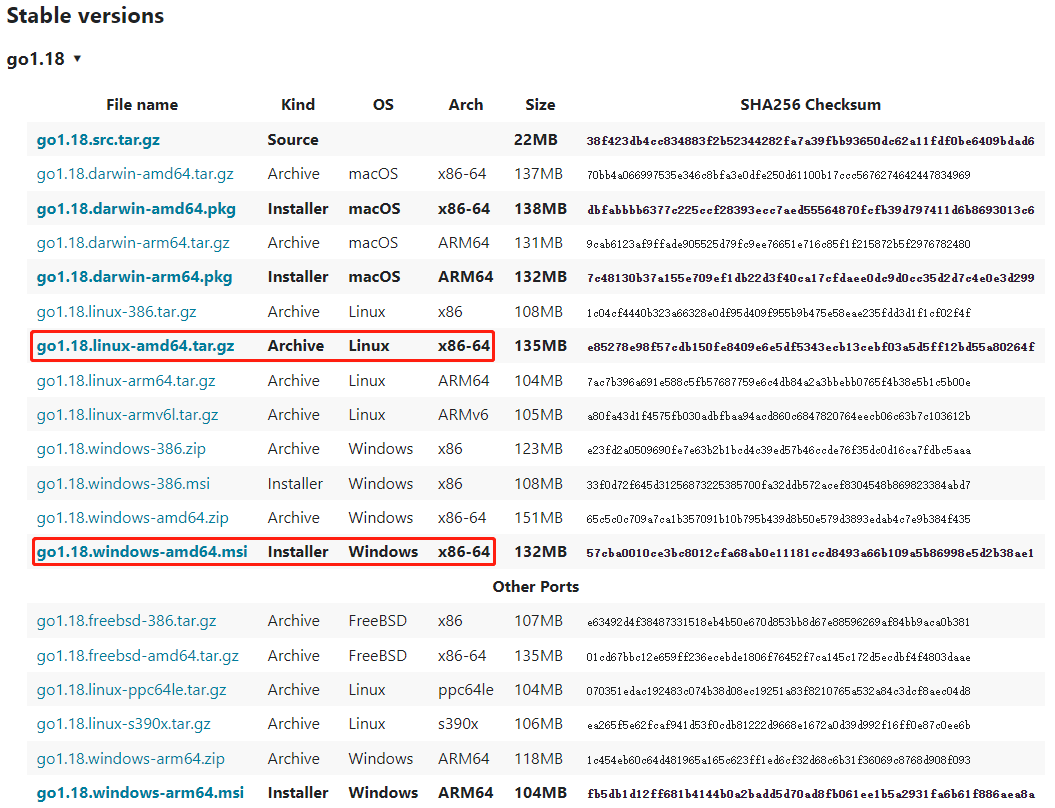 Stable versions
go1.18 ▾
File name Kind OS Arch Size SHA256 Checksum
go1.18.src.tar.gz Source 22MB 38f423db4cc834883f2b52344282fa7a39fbb93650dc62a11fdf0be6409bdad6
go1.18.darwin-amd64.tar.gz Archive macOS x86-64 137MB 70bb4a066997535e346c8bfa3e0dfe250d61100b17ccc5676274642447834969
go1.18.darwin-amd64.pkg Installer macOS x86-64 138MB dbfabbbb6377c225ccf28393ecc7aed55564870fcfb39d797411d6b8693013c6
go1.18.darwin-arm64.tar.gz Archive macOS ARM64 131MB 9cab6123af9ffade905525d79fc9ee76651e716c85f1f215872b5f2976782480
go1.18.darwin-arm64.pkg Installer macOS ARM64 132MB 7c48130b37a155e709ef1db22d3f40ca17cfdaee0dc9d0cc35d2d7c4e0e3d299
go1.18.linux-386.tar.gz Archive Linux x86 108MB 1c04cf4440b323a66328e0df95d409f955b9b475e58eae235fdd3d1f1cf02f4f
go1.18.linux-amd64.tar.gz Archive Linux x86-64 135MB e85278e98f57cdb150fe8409e6e5df5343ecb13cebf03a5d5ff12bd55a80264f
go1.18.linux-arm64.tar.gz Archive Linux ARM64 104MB 7ac7b396a691e588c5fb57687759e6c4db84a2a3bbebb0765f4b38e5b1c5b00e
go1.18.linux-armv6l.tar.gz Archive Linux ARMv6 105MB a80fa43d1f4575fb030adbfbaa94acd860c6847820764eecb06c63b7c103612b
go1.18.windows-386.zip Archive Windows x86 123MB e23fd2a0509690fe7e63b2b1bcd4c39ed57b46ccde76f35dc0d16ca7fdbc5aaa
go1.18.windows-386.msi Installer Windows x86 108MB 33f0d72f645d31256873225385700fa32ddb572acef8304548b869823384abd7
go1.18.windows-amd64.zip Archive Windows x86-64 151MB 65c5c0c709a7ca1b357091b10b795b439d8b50e579d3893edab4c7e9b384f435
go1.18.windows-amd64.msi Installer Windows x86-64 132MB 57cba0010ce3bc8012cfa68ab0e11181ccd8493a66b109a5b86998e5d2b38ae1
Other Ports
go1.18.freebsd-386.tar.gz Archive FreeBSD x86 107MB e63492d4f38487331518eb4b50e670d853bb8d67e88596269af84bb9aca0b381
go1.18.freebsd-amd64.tar.gz Archive FreeBSD x86-64 135MB 01cd67bbc12e659ff236ecebde1806f76452f7ca145c172d5ecdbf4f4803daae
go1.18.linux-ppc64le.tar.gz Archive Linux ppc64le 104MB 070351edac192483c074b38d08ec19251a83f8210765a532a84c3dcf8aec04d8
go1.18.linux-s390x.tar.gz Archive Linux s390x 106MB ea265f5e62fcaf941d53f0cdb81222d9668e1672a0d39d992f16ff0e87c0ee6b
go1.18.windows-arm64.zip Archive Windows ARM64 118MB 1c454eb60c64d481965a165c623ff1ed6cf32d68c6b31f36069c8768d908f093
go1.18.windows-arm64.msi Installer Windows ARM64 104MB fb5db1d12ff681b4144b0a2badd5d70ad8fb061ee1b5a2931fa6b61f886aea8a